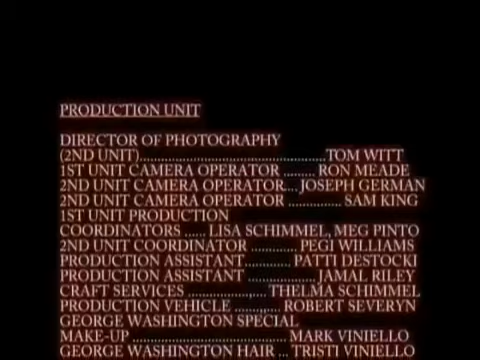 PRODUCTION UNIT
DIRECTOR OF PHOTOGRAPHY
(2ND UNIT)..............................................TOM WITT
1ST UNIT CAMERA OPERATOR ......... RON MEADE
2ND UNIT CAMERA OPERATOR.... JOSEPH GERMAN
2ND UNIT CAMERA OPERATOR ............... SAM KING
1ST UNIT PRODUCTION
COORDINATORS ...... LISA SCHIMMEL, MEG PINTO
2ND UNIT COORDINATOR ............. PEGI WILLIAMS
PRODUCTION ASSISTANT............. PATTI DESTOCKI
PRODUCTION ASSISTANT ................... JAMAL RILEY
CRAFT SERVICES ...................... THELMA SCHIMMEL
PRODUCTION VEHICLE ............. ROBERT SEVERYN
GEORGE WASHINGTON SPECIAL
MAKE-UP .......................................... MARK VINIELLO
GEORGE WASHINGTON HAIR ... TRISTI VINIELLO